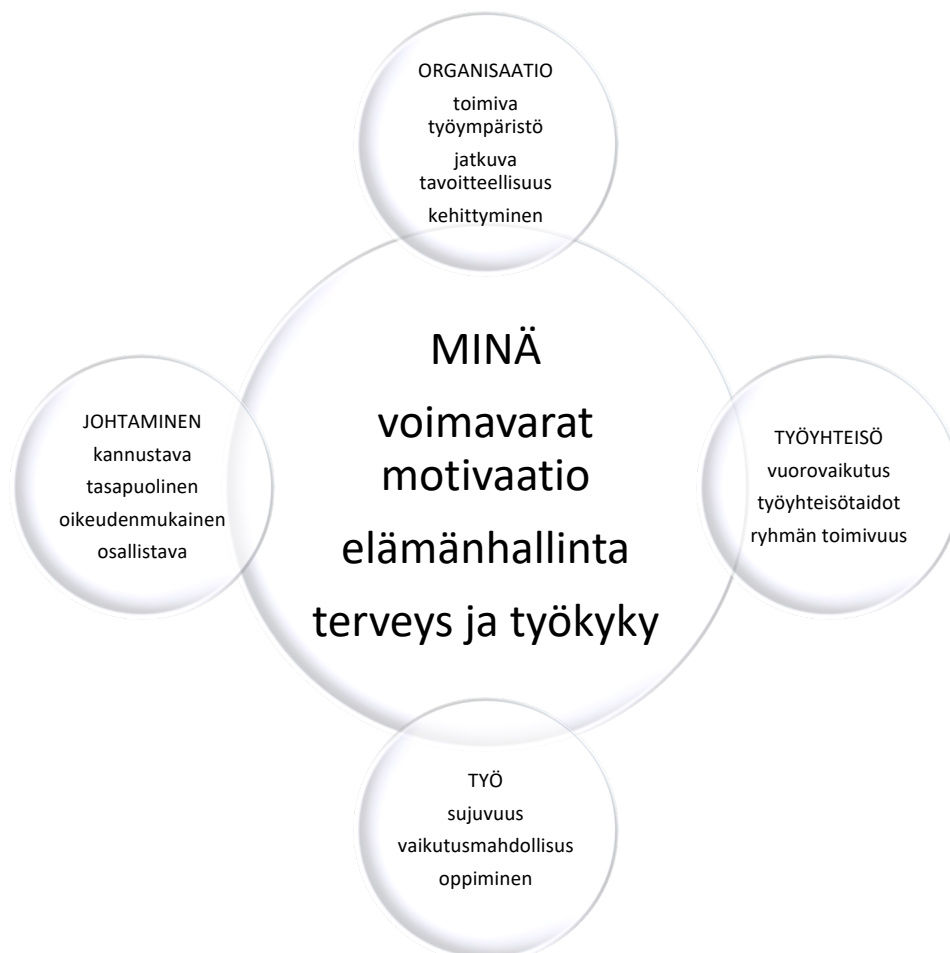 ORGANISAATIO
toimiva
työympäristö
jatkuva
tavoitteellisuus
kehittyminen
MINÄ
voimavarat
motivaatio
elämänhallinta
terveys ja työkyky
JOHTAMINEN
kannustava
tasapuolinen
oikeudenmukainen
osallistava
TYÖYHTEISÖ
vuorovaikutus
työyhteisötaidot
ryhmän toimivuus
TYÖ
sujuvuus
vaikutusmahdollisus
oppiminen